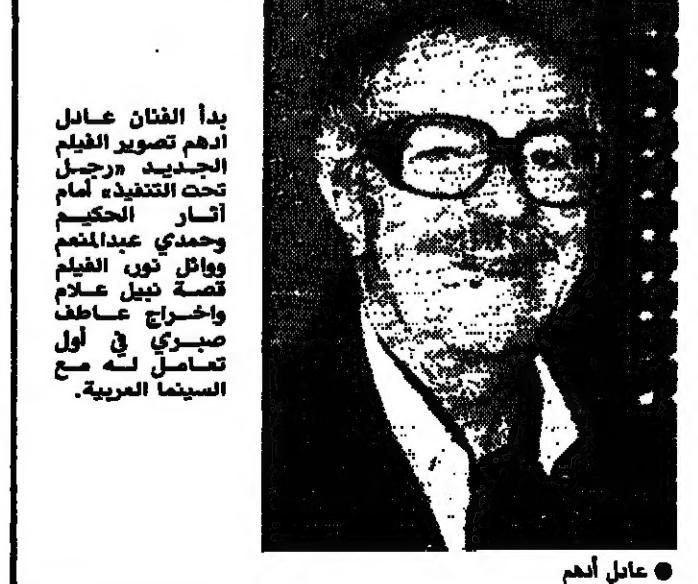 بدأ الفنان عادل
ادهم تصوير الفيلم
الجديد «رجل
تحت التنفيذ» أمام
آثار الحكيم
وحمدي عبدالمنعم
ووائل نور، الفيلم
قصة نبيل علام
واخراج عاطف
صبري في أول
تعامل له مع
السينما العربية.
● عادل أدهم